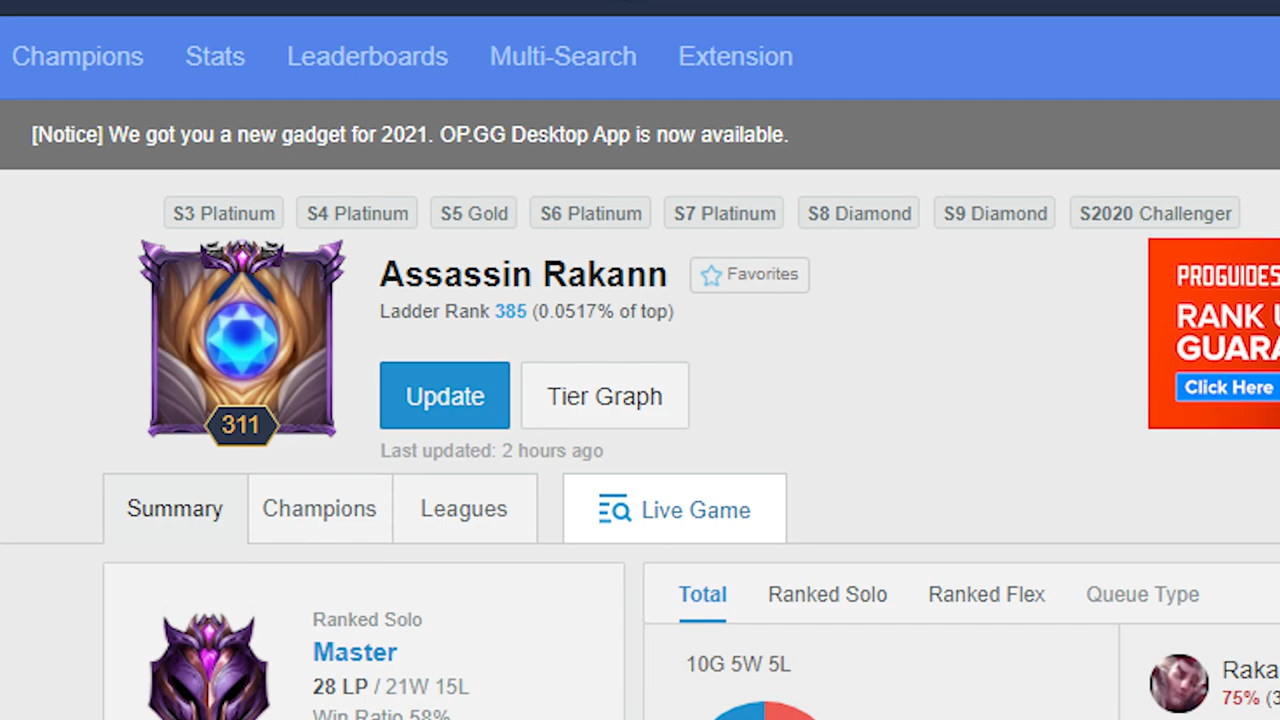 Champions Stats Leaderboards Multi-Search Extension
[Notice] We got you a new gadget for 2021. OP.GG Desktop App is now available.
S3 Platinum S4 Platinum S5 Gold S6 Platinum S7 Platinum S8 Diamond S9 Diamond S2020 Challenger
Assassin Rakann Favorites
Ladder Rank 385 (0.0517% of top)
311
Update Tier Graph
Last updated: 2 hours ago
PROGUIDES
RANK U
GUARA
Click Here
Summary Champions Leagues Live Game
Ranked Solo
Master
28 LP / 21W 15L
Win Ratio 58%
Total Ranked Solo Ranked Flex Queue Type
10G 5W 5L
Raka
75% (3